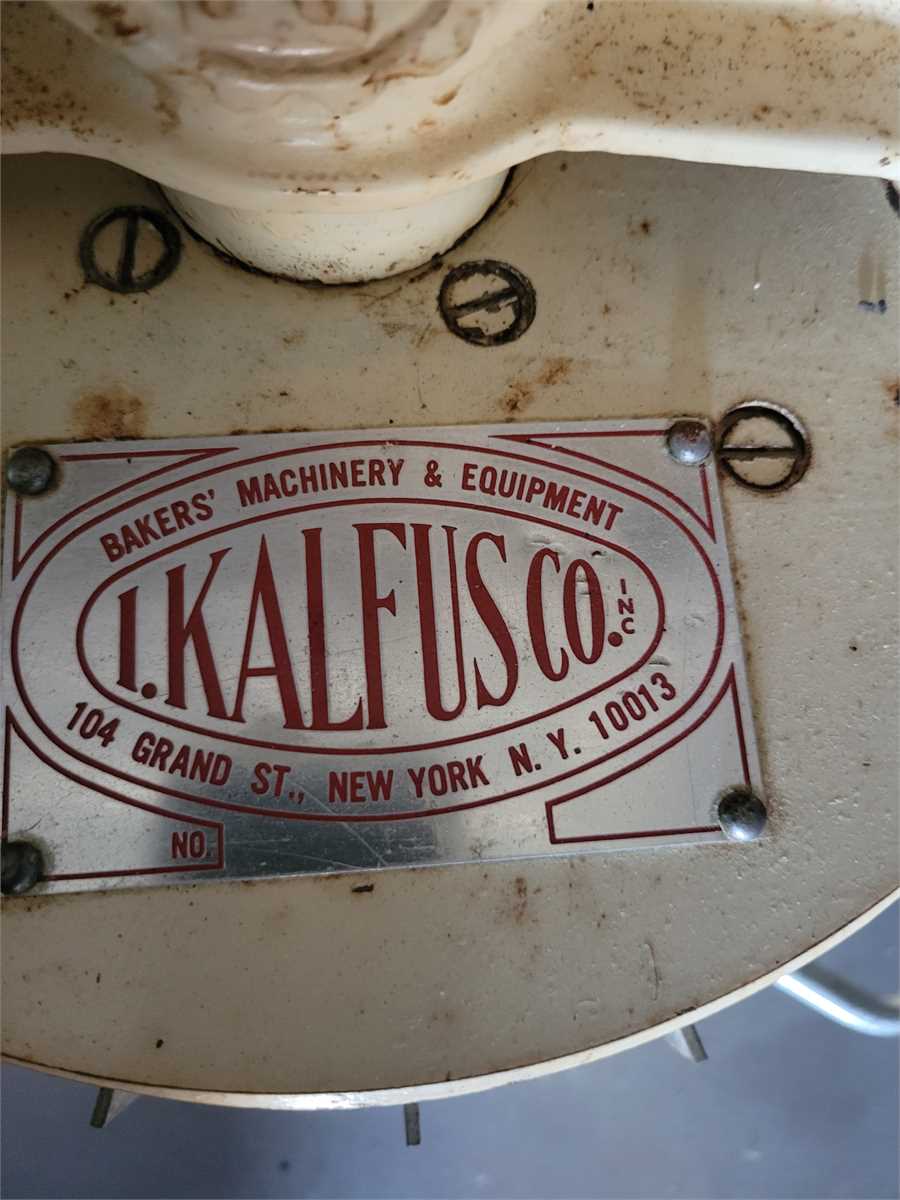 BAKERS' MACHINERY & EQUIPMENT
I. KALFUS CO. INC
104 GRAND ST., NEW YORK N. Y. 10013
NO.